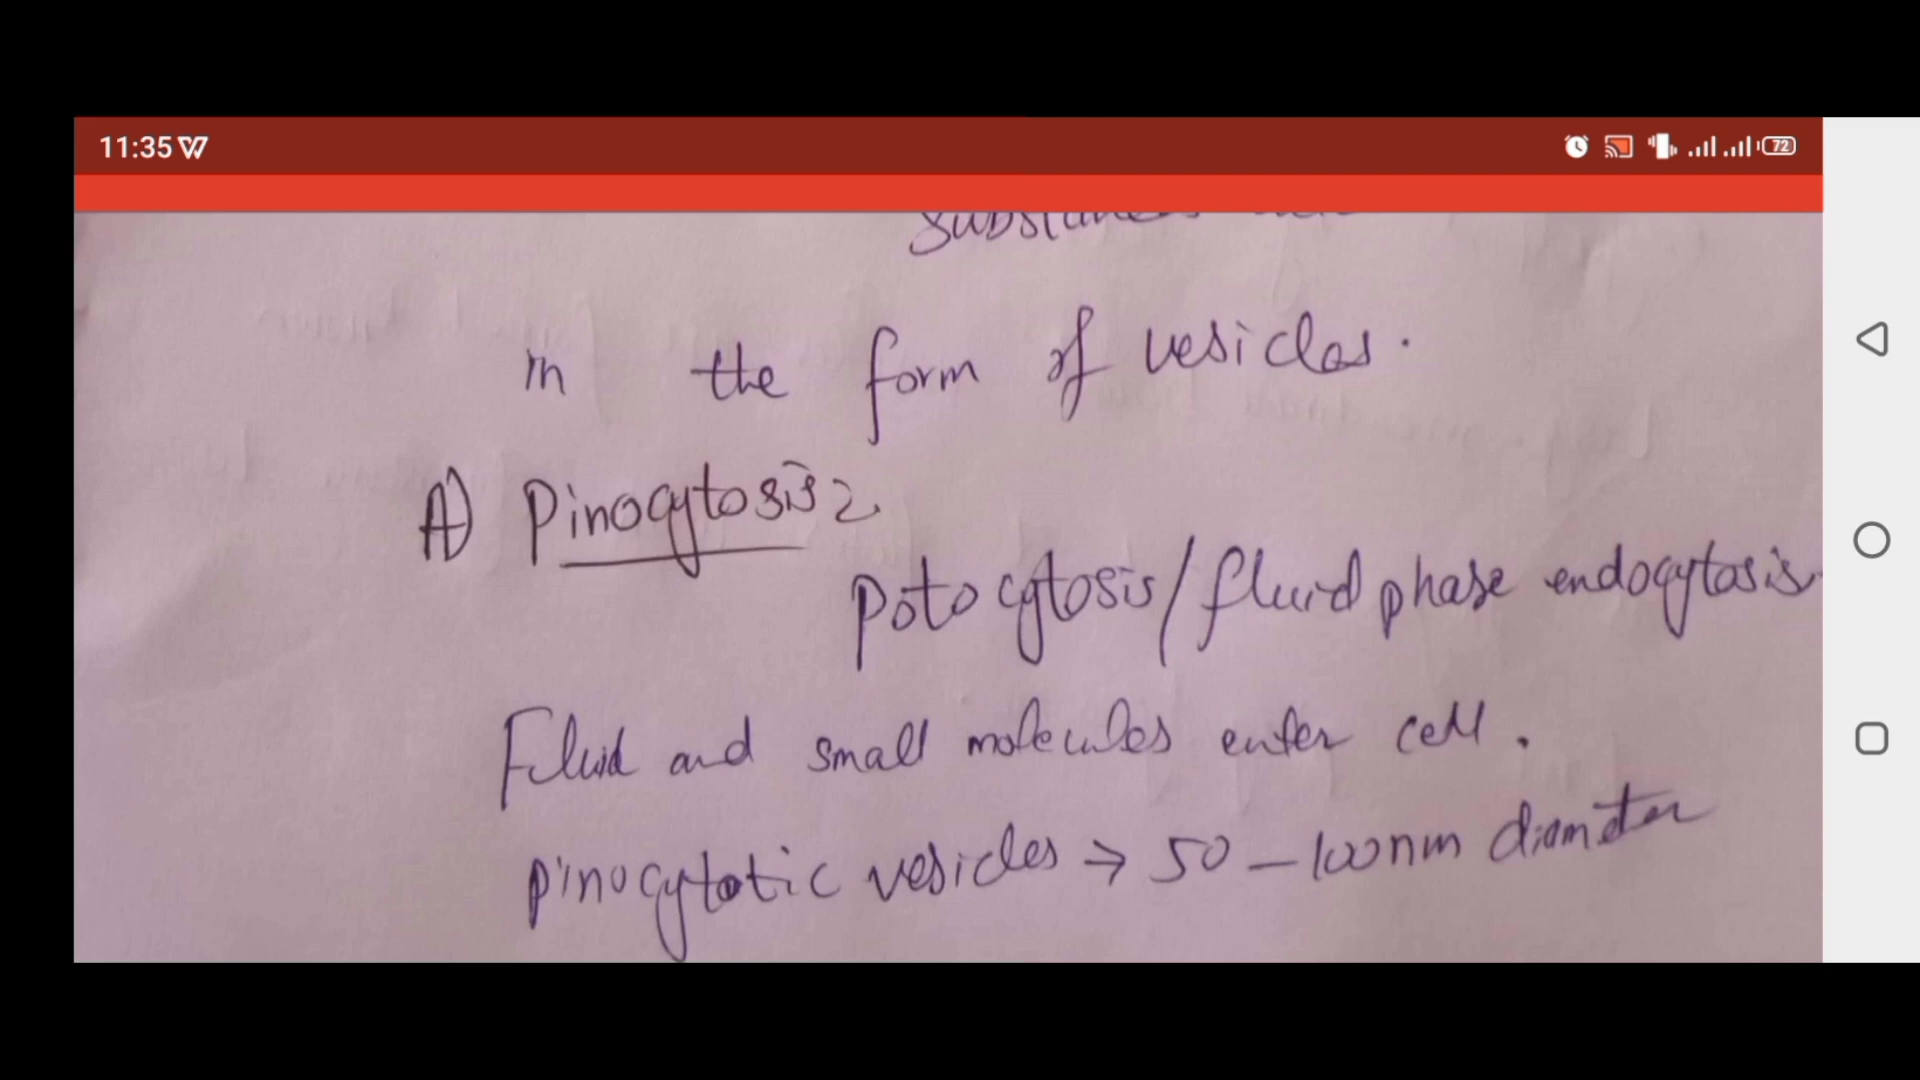 11:35
72
in the form of vesicles.
A) Pinocytosis:
Potocytosis/fluid phase endocytosis
Fluid and small molecules enter cell.
Pinocytotic vesicles → 50-100nm diameter